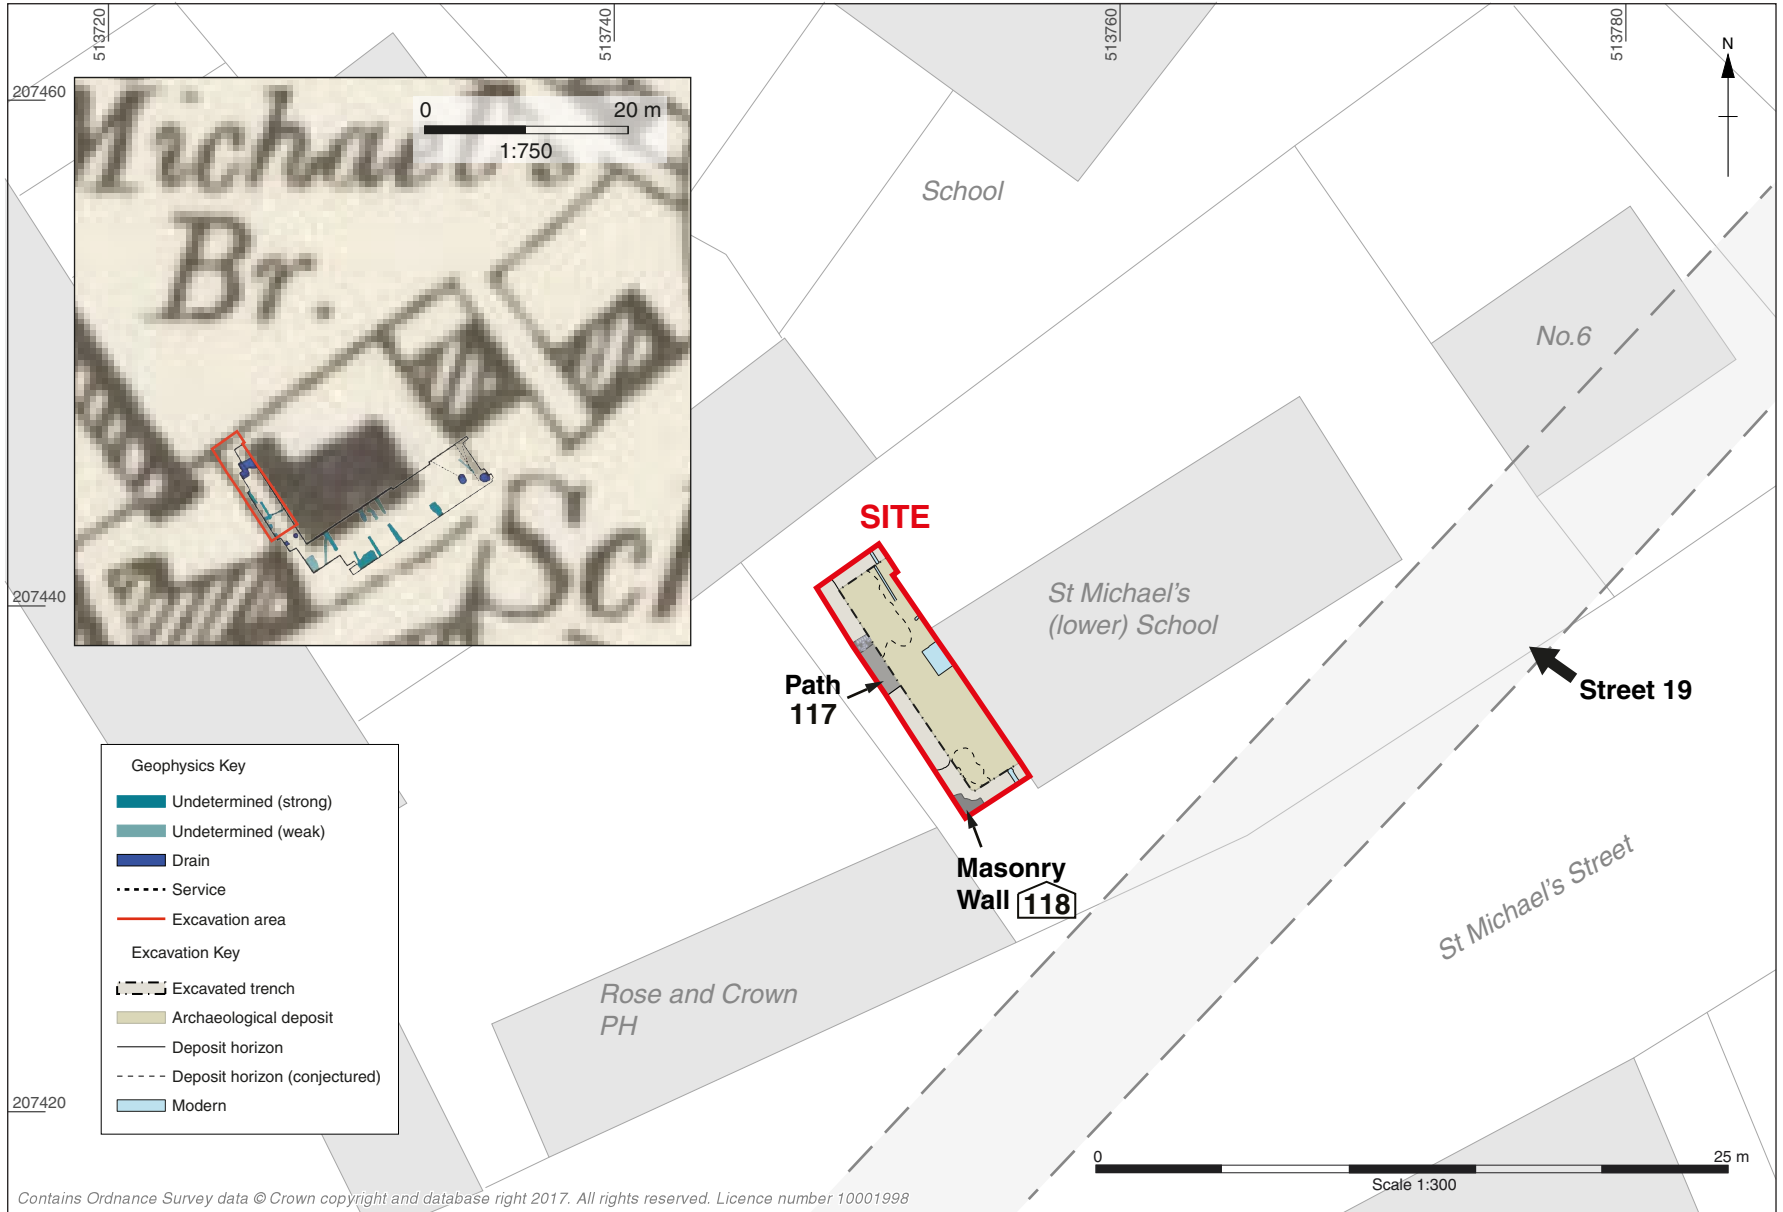 513720
513740
513760
513780
N
207460
207440
207420
0 20 m
1:750
Michael's
Br.
Sc
School
No.6
SITE
St Michael's
(lower) School
Path
117
Street 19
Masonry
Wall 118
St Michael's Street
Rose and Crown
PH
Geophysics Key
Undetermined (strong)
Undetermined (weak)
Drain
Service
Excavation area
Excavation Key
Excavated trench
Archaeological deposit
Deposit horizon
Deposit horizon (conjectured)
Modern
0 25 m
Scale 1:300
Contains Ordnance Survey data © Crown copyright and database right 2017. All rights reserved. Licence number 10001998